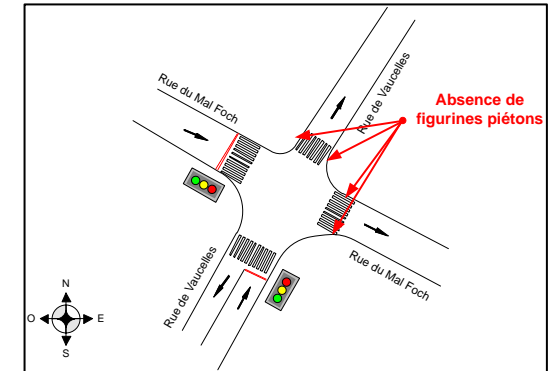 Rue du Mal Foch
Rue de Vaucelles
Absence de
figurines piétons
Rue de Vaucelles
Rue du Mal Foch
N
O
E
S